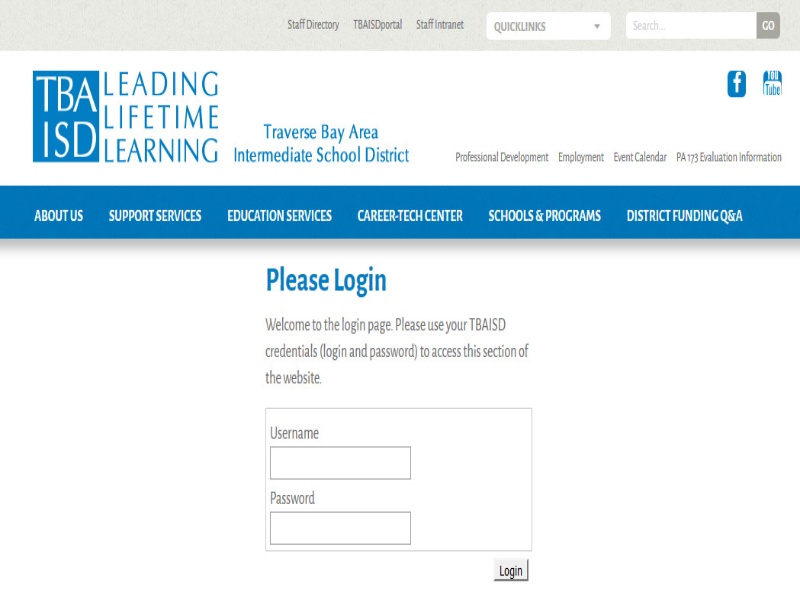 Staff Directory TBAISDportal Staff Intranet QUICKLINKS Search... GO
TBA
ISD
LEADING
LIFETIME
LEARNING
Traverse Bay Area
Intermediate School District
f
You
Tube
Professional Development Employment Event Calendar PA 173 Evaluation Information
ABOUT US SUPPORT SERVICES EDUCATION SERVICES CAREER-TECH CENTER SCHOOLS & PROGRAMS DISTRICT FUNDING Q&A
Please Login
Welcome to the login page. Please use your TBAISD
credentials (login and password) to access this section of
the website.
Username
Password
Login